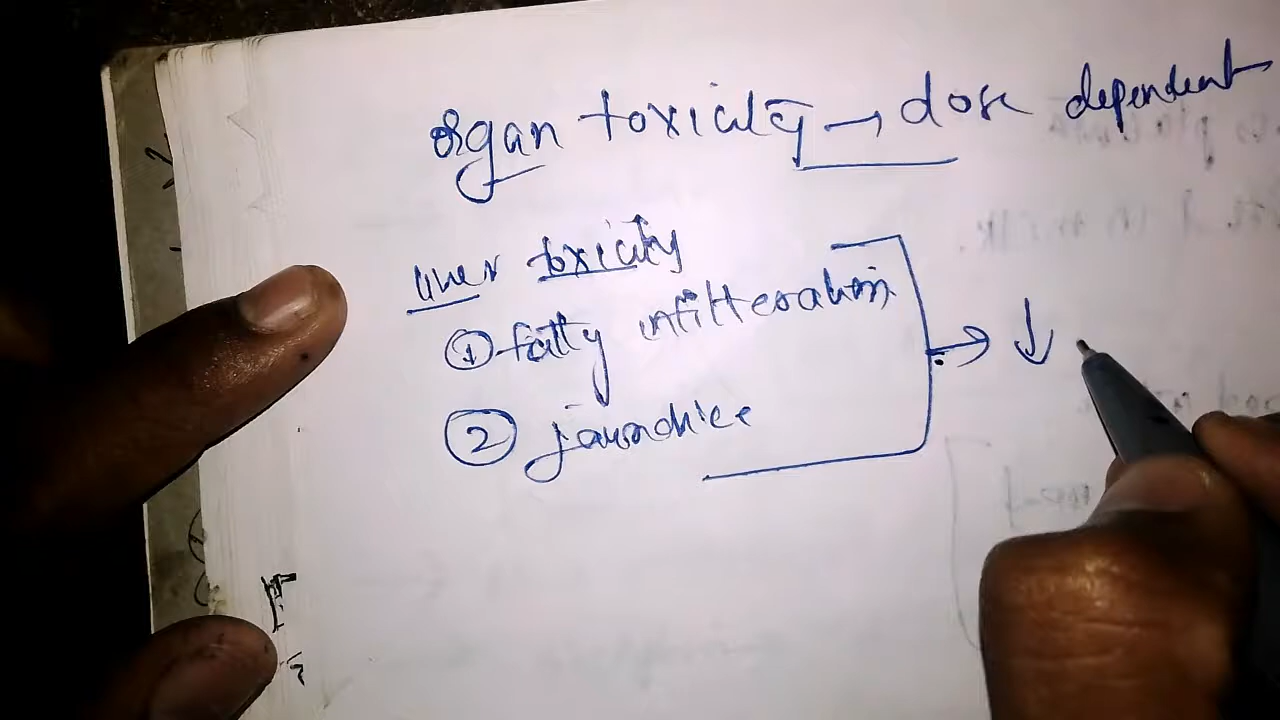 organ toxicity → dose dependent
liver toxicity
① fatty infilteration
② jaundice
→ ↓